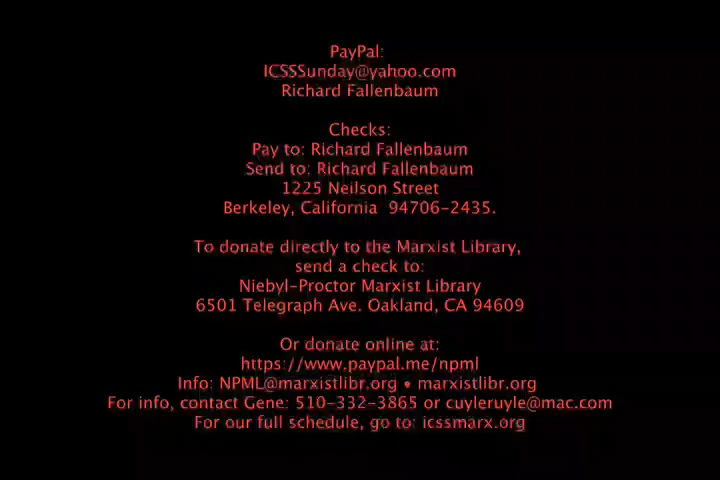 PayPal:
ICSSSunday@yahoo.com
Richard Fallenbaum
Checks:
Pay to: Richard Fallenbaum
Send to: Richard Fallenbaum
1225 Neilson Street
Berkeley, California  94706-2435.
To donate directly to the Marxist Library,
send a check to:
Niebyl-Proctor Marxist Library
6501 Telegraph Ave. Oakland, CA 94609
Or donate online at:
https://www.paypal.me/npml
Info: NPML@marxistlibr.org • marxistlibr.org
For info, contact Gene: 510-332-3865 or cuyleruyle@mac.com
For our full schedule, go to: icssmarx.org